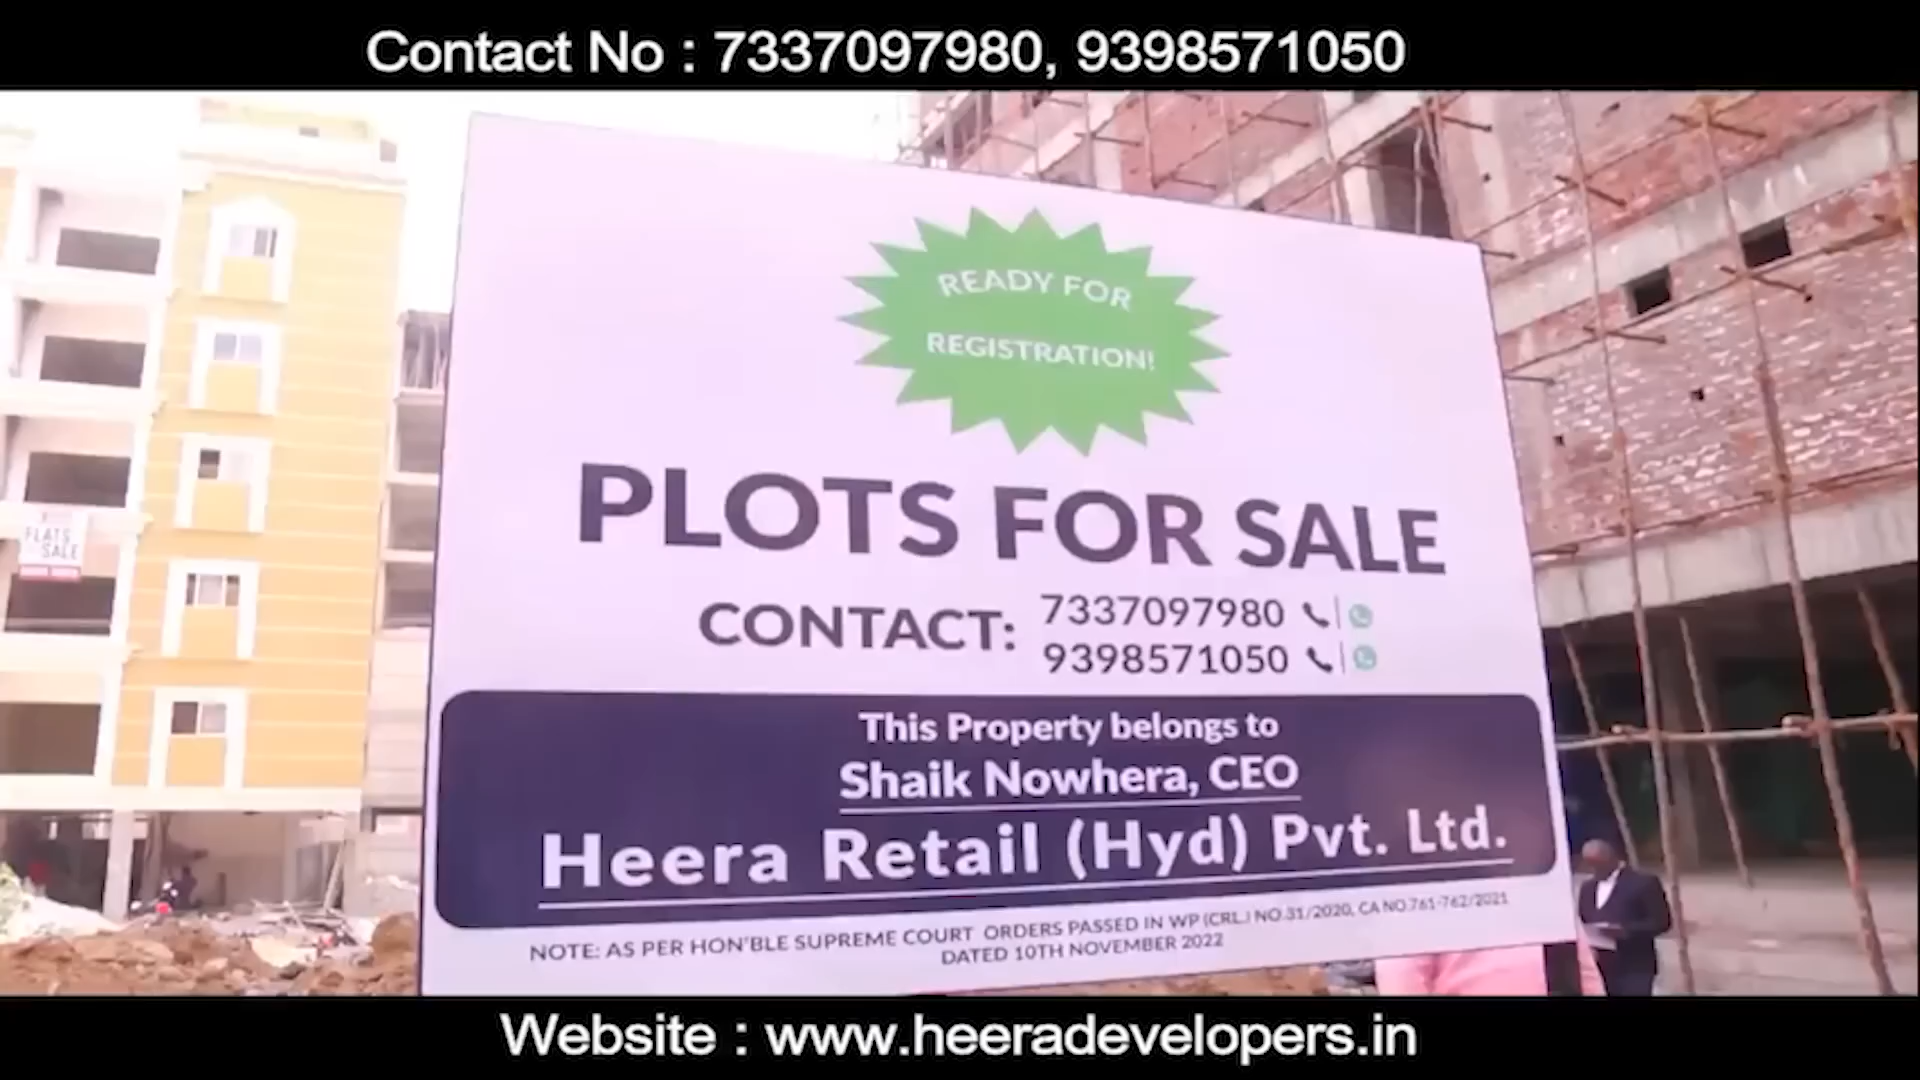 Contact No : 7337097980, 9398571050
READY FOR
REGISTRATION!
PLOTS FOR SALE
CONTACT: 7337097980
9398571050
FLATS
SALE
This Property belongs to
Shaik Nowhera, CEO
Heera Retail (Hyd) Pvt. Ltd.
NOTE: AS PER HON'BLE SUPREME COURT ORDERS PASSED IN WP (CRL.) NO.31/2020, CA NO.761-762/2021
DATED 10TH NOVEMBER 2022
Website : www.heeradevelopers.in